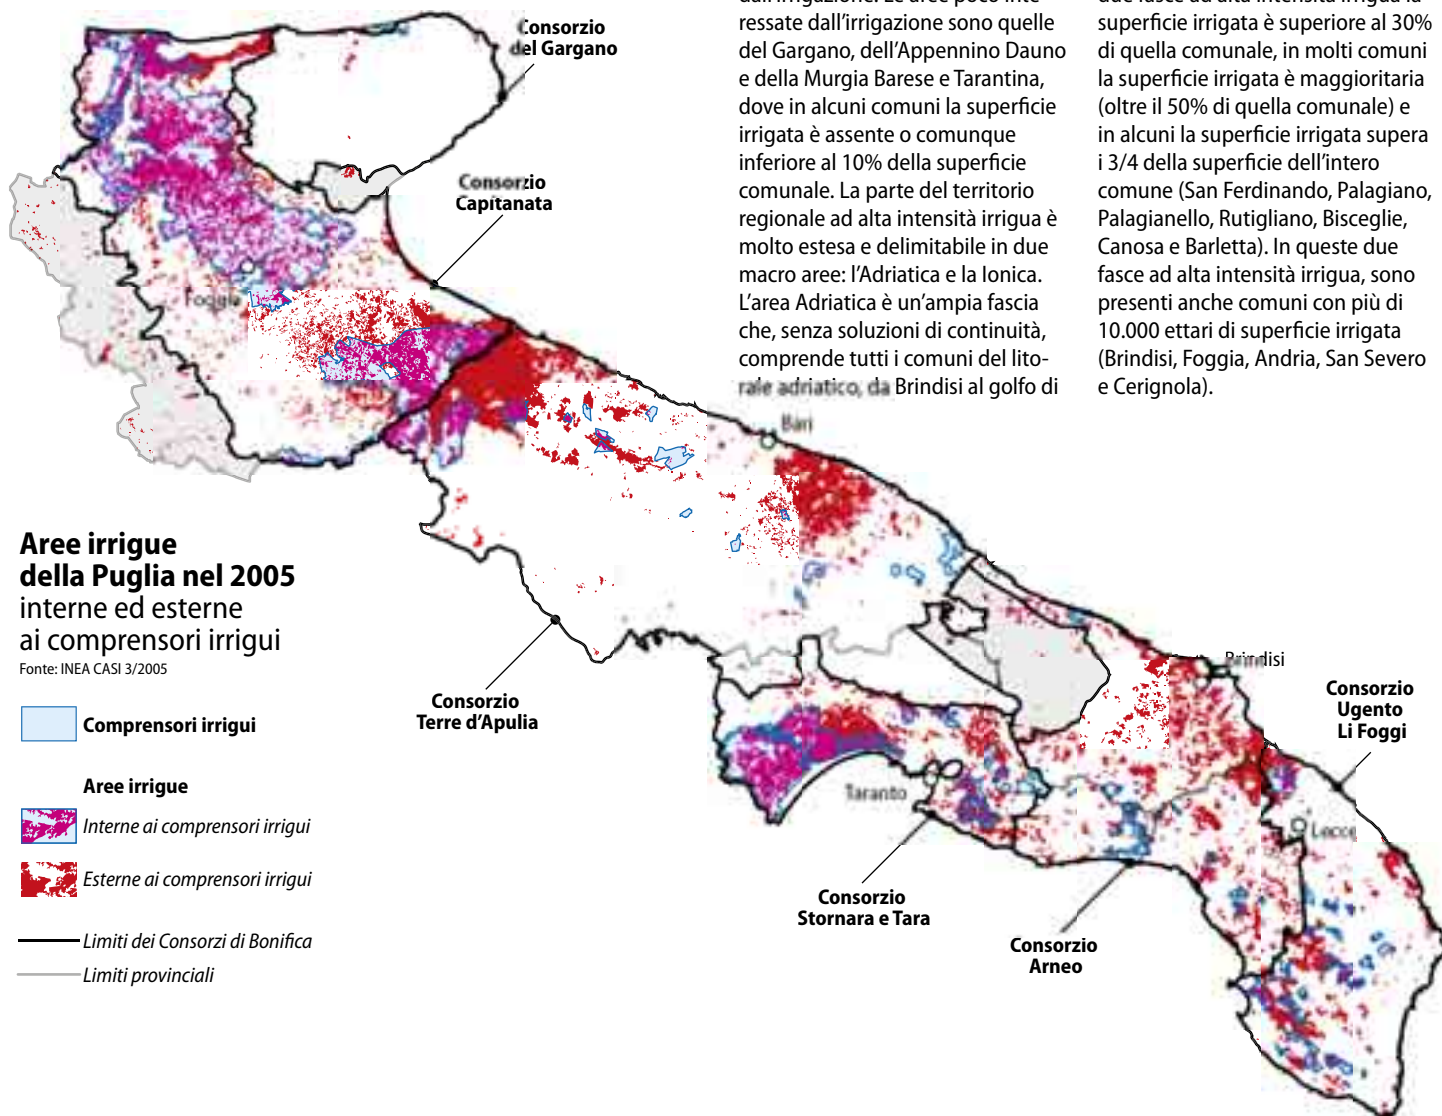 ressate dall'irrigazione sono quelle
del Gargano, dell'Appennino Dauno
e della Murgia Barese e Tarantina,
dove in alcuni comuni la superficie
irrigata è assente o comunque
inferiore al 10% della superficie
comunale. La parte del territorio
regionale ad alta intensità irrigua è
molto estesa e delimitabile in due
macro aree: l'Adriatica e la Ionica.
L'area Adriatica è un'ampia fascia
che, senza soluzioni di continuità,
comprende tutti i comuni del lito-
rale adriatico, da Brindisi al golfo di
superficie irrigata è superiore al 30%
di quella comunale, in molti comuni
la superficie irrigata è maggioritaria
(oltre il 50% di quella comunale) e
in alcuni la superficie irrigata supera
i 3/4 della superficie dell'intero
comune (San Ferdinando, Palagiano,
Palagianello, Rutigliano, Bisceglie,
Canosa e Barletta). In queste due
fasce ad alta intensità irrigua, sono
presenti anche comuni con più di
10.000 ettari di superficie irrigata
(Brindisi, Foggia, Andria, San Severo
e Cerignola).
Consorzio
del Gargano
Consorzio
Capitanata
Foggia
Bari
Brindisi
Taranto
Lecce
Consorzio
Terre d'Apulia
Consorzio
Ugento
Li Foggi
Consorzio
Stornara e Tara
Consorzio
Arneo
Aree irrigue
della Puglia nel 2005
interne ed esterne
ai comprensori irrigui
Fonte: INEA CASI 3/2005
Comprensori irrigui
Aree irrigue
Interne ai comprensori irrigui
Esterne ai comprensori irrigui
Limiti dei Consorzi di Bonifica
Limiti provinciali